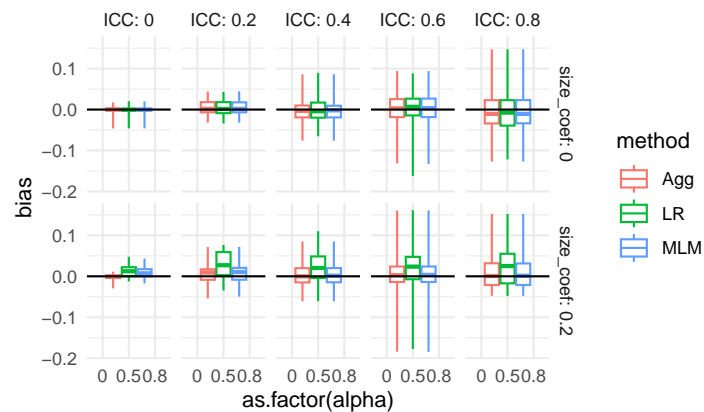 ICC: 0 ICC: 0.2 ICC: 0.4 ICC: 0.6 ICC: 0.8
0.1
0.0
−0.1
−0.2
size_coef: 0
0.1
0.0
−0.1
−0.2
size_coef: 0.2
bias
0 0.50.8 0 0.50.8 0 0.50.8 0 0.50.8 0 0.50.8
as.factor(alpha)
method
Agg
LR
MLM